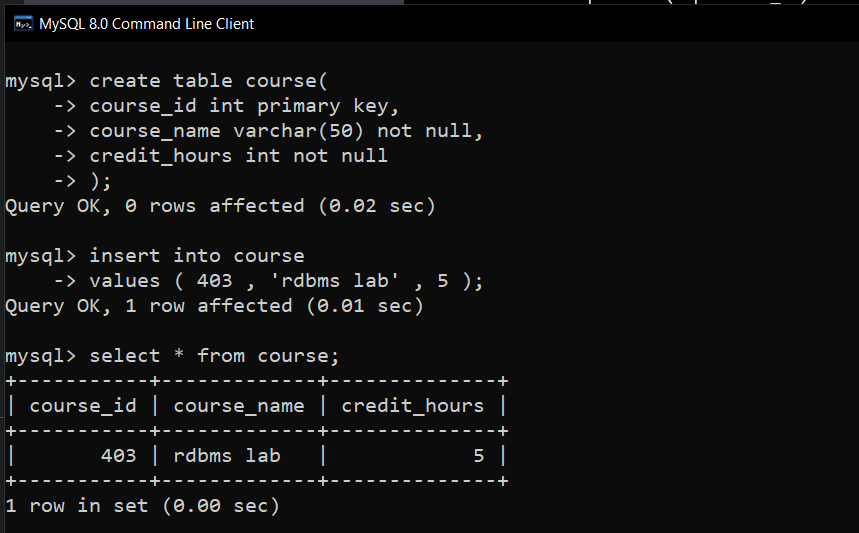 MySQL 8.0 Command Line Client
mysql> create table course(
    -> course_id int primary key,
    -> course_name varchar(50) not null,
    -> credit_hours int not null
    -> );
Query OK, 0 rows affected (0.02 sec)
mysql> insert into course
    -> values ( 403 , 'rdbms lab' , 5 );
Query OK, 1 row affected (0.01 sec)
mysql> select * from course;
+-----------+-------------+--------------+
| course_id | course_name | credit_hours |
+-----------+-------------+--------------+
|       403 | rdbms lab   |            5 |
+-----------+-------------+--------------+
1 row in set (0.00 sec)